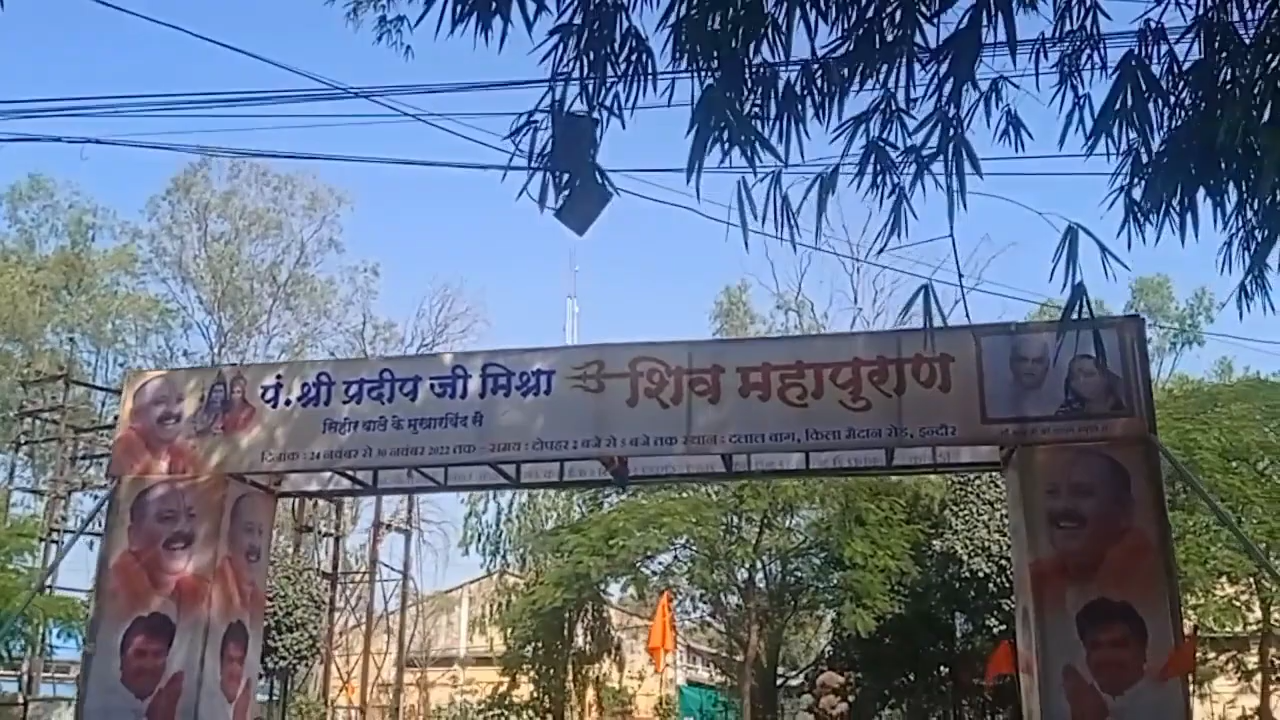 पं.श्री प्रदीप जी मिश्रा शिव महापुराण
सिहोर वाले के मुखारविंद से
दिनांक : 24 नवंबर से 30 नवंबर 2022 तक - समय : दोपहर 2 बजे से 5 बजे तक स्थान : दलाल बाग, किला मैदान रोड, इन्दौर